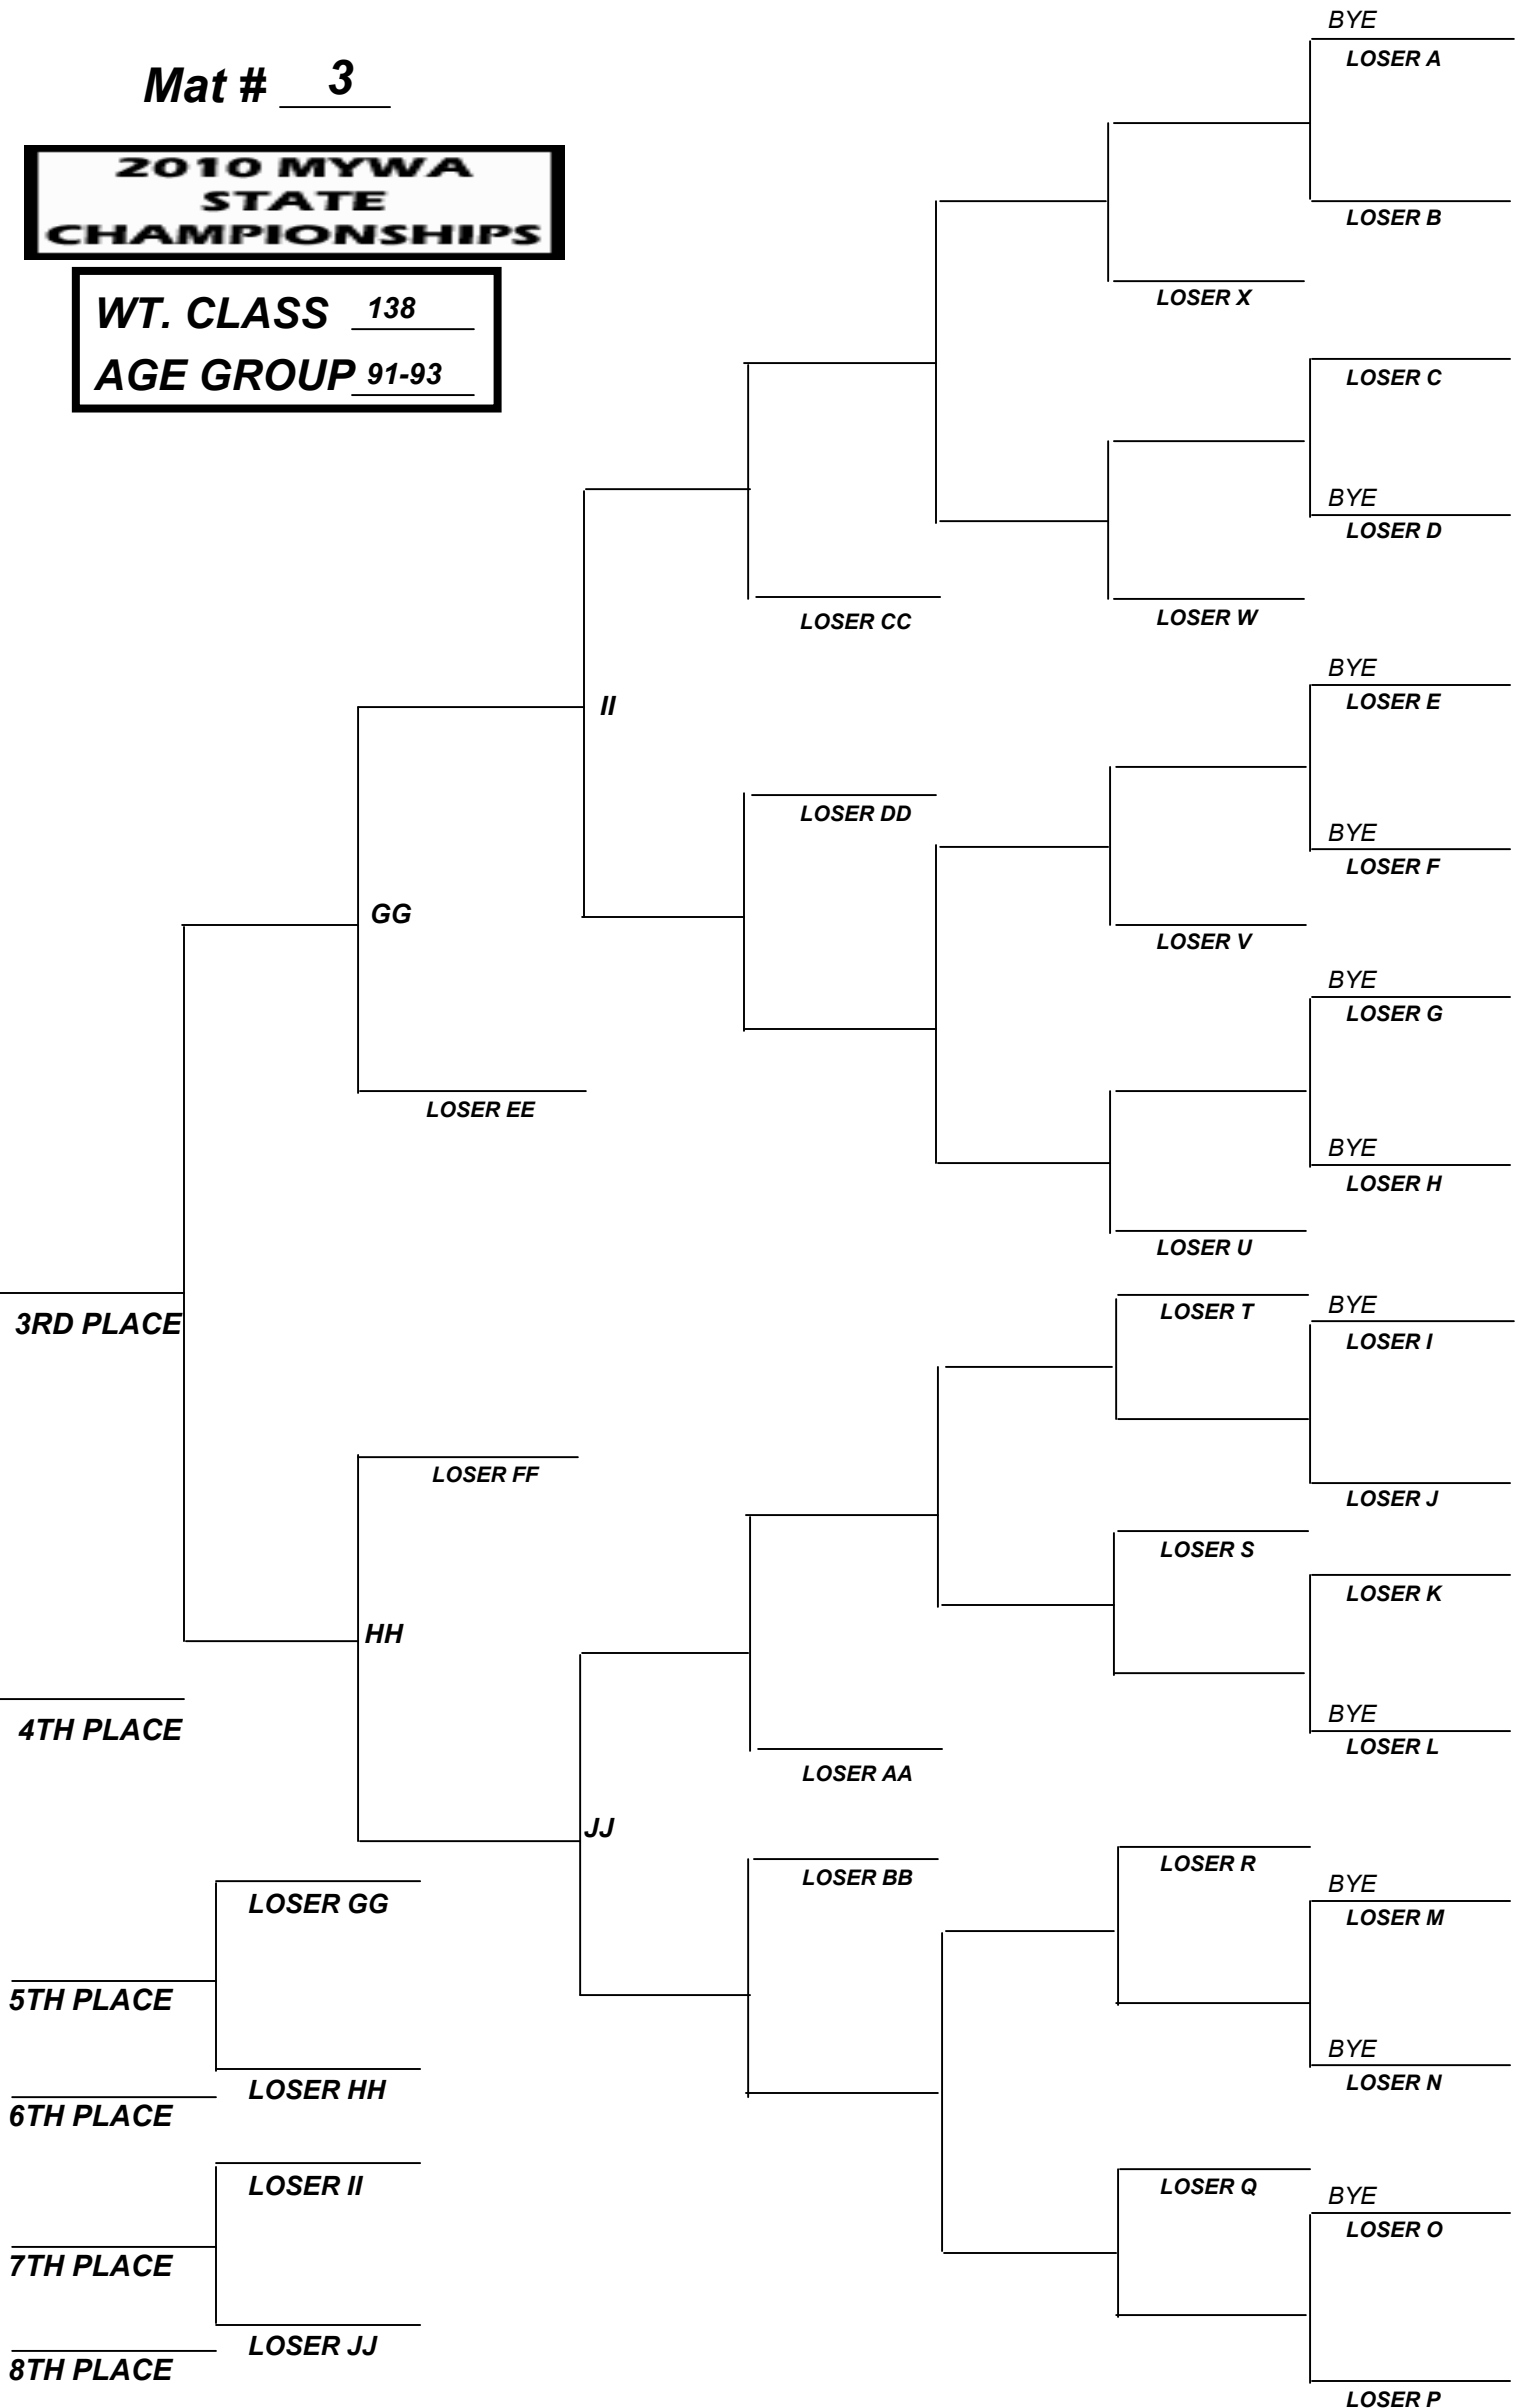 Mat # 3
2010 MYWA
STATE
CHAMPIONSHIPS
WT. CLASS 138
AGE GROUP 91-93
BYE
LOSER A
LOSER B
LOSER X
LOSER C
BYE
LOSER D
LOSER CC
LOSER W
BYE
LOSER E
II
LOSER DD
BYE
LOSER F
GG
LOSER V
BYE
LOSER G
LOSER EE
BYE
LOSER H
LOSER U
3RD PLACE
LOSER T
BYE
LOSER I
LOSER FF
LOSER J
LOSER S
LOSER K
HH
4TH PLACE
BYE
LOSER L
LOSER AA
JJ
LOSER BB
LOSER R
BYE
LOSER M
LOSER GG
5TH PLACE
BYE
LOSER N
LOSER HH
6TH PLACE
LOSER II
LOSER Q
BYE
LOSER O
7TH PLACE
LOSER JJ
8TH PLACE
LOSER P